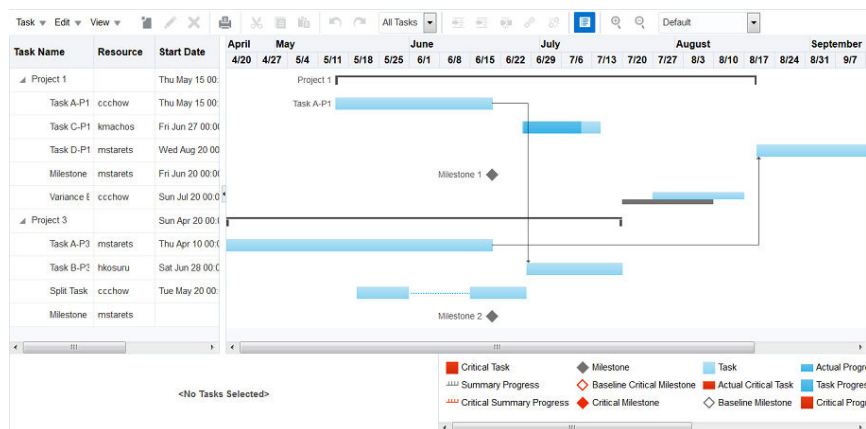 Task Edit View All Tasks Default
Task Name Resource Start Date
April May June July August September
4/20 4/27 5/4 5/11 5/18 5/25 6/1 6/8 6/15 6/22 6/29 7/6 7/13 7/20 7/27 8/3 8/10 8/17 8/24 8/31 9/7
Project 1 Thu May 15 00: Project 1
Task A-P1 ccchow Thu May 15 00: Task A-P1
Task C-P1 kmachos Fri Jun 27 00:0
Task D-P1 mstarets Wed Aug 20 00
Milestone mstarets Fri Jun 20 00:0 Milestone 1
Variance E ccchow Sun Jul 20 00:0
Project 3 Sun Apr 20 00:
Task A-P3 mstarets Thu Apr 10 00:(
Task B-P3 hkosuru Sat Jun 28 00:0
Split Task ccchow Tue May 20 00:
Milestone mstarets Milestone 2
Critical Task Milestone Task Actual Progre
<No Tasks Selected> Summary Progress Baseline Critical Milestone Actual Critical Task Task Progres
Critical Summary Progress Critical Milestone Baseline Milestone Critical Prog